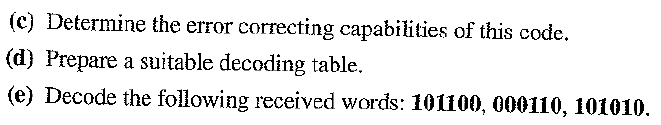 (c) Determine the error correcting capabilities of this code.
(d) Prepare a suitable decoding table.
(e) Decode the following received words: 101100, 000110, 101010.